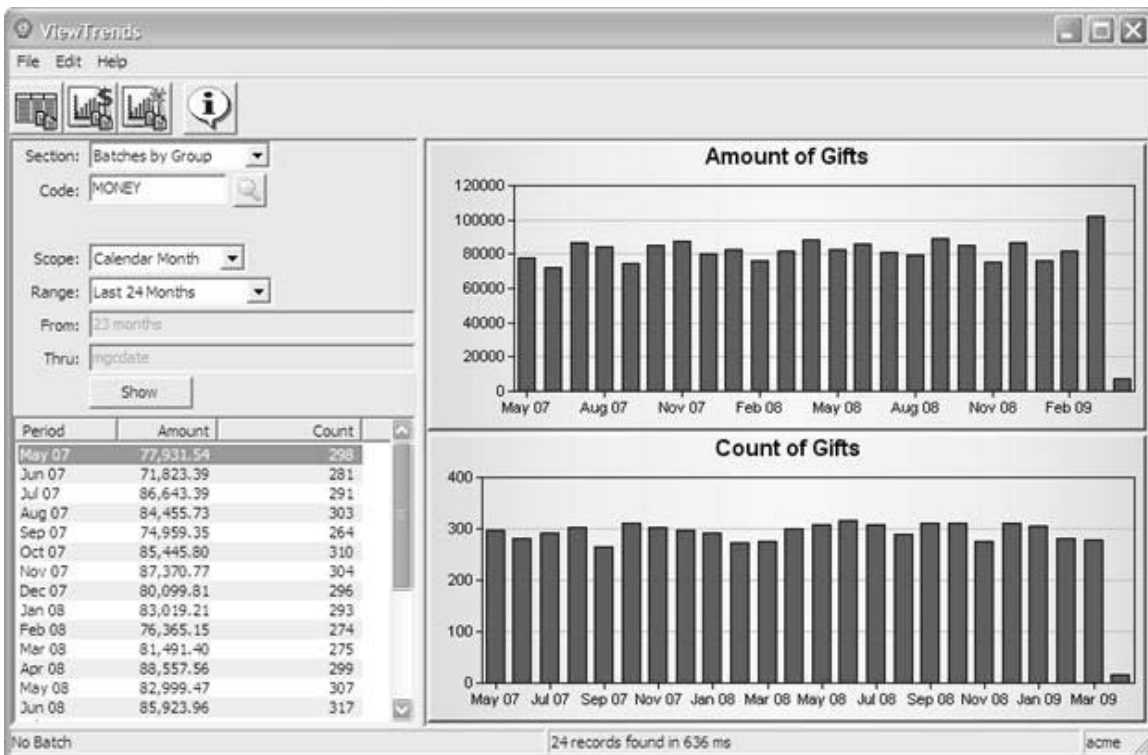 ViewTrends
File Edit Help
Section: Batches by Group
Code: MONEY
Scope: Calendar Month
Range: Last 24 Months
From: 23 months
Thru: mgcdate
Show
Period Amount Count
May 07 77,931.54 298
Jun 07 71,823.39 281
Jul 07 86,643.39 291
Aug 07 84,455.73 303
Sep 07 74,959.35 264
Oct 07 85,445.80 310
Nov 07 87,370.77 304
Dec 07 80,099.81 296
Jan 08 83,019.21 293
Feb 08 76,365.15 274
Mar 08 81,491.40 275
Apr 08 88,557.56 299
May 08 82,999.47 307
Jun 08 85,923.96 317
Amount of Gifts
120000
100000
80000
60000
40000
20000
0
May 07 Aug 07 Nov 07 Feb 08 May 08 Aug 08 Nov 08 Feb 09
Count of Gifts
400
300
200
100
0
May 07 Jul 07 Sep 07 Nov 07 Jan 08 Mar 08 May 08 Jul 08 Sep 08 Nov 08 Jan 09 Mar 09
No Batch 24 records found in 636 ms acme